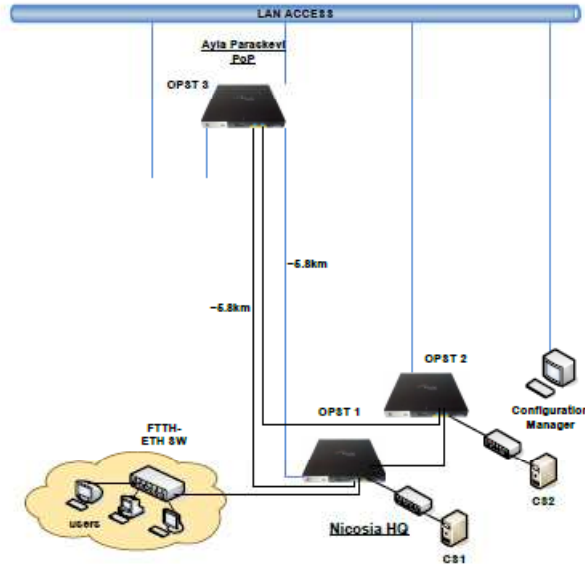 LAN ACCESS
Ayia Paraskevi
PoP
OPST 3
~5.8km
~5.8km
OPST 2
OPST 1
Configuration
Manager
FTTH-
ETH SW
users
CS2
Nicosia HQ
CS1